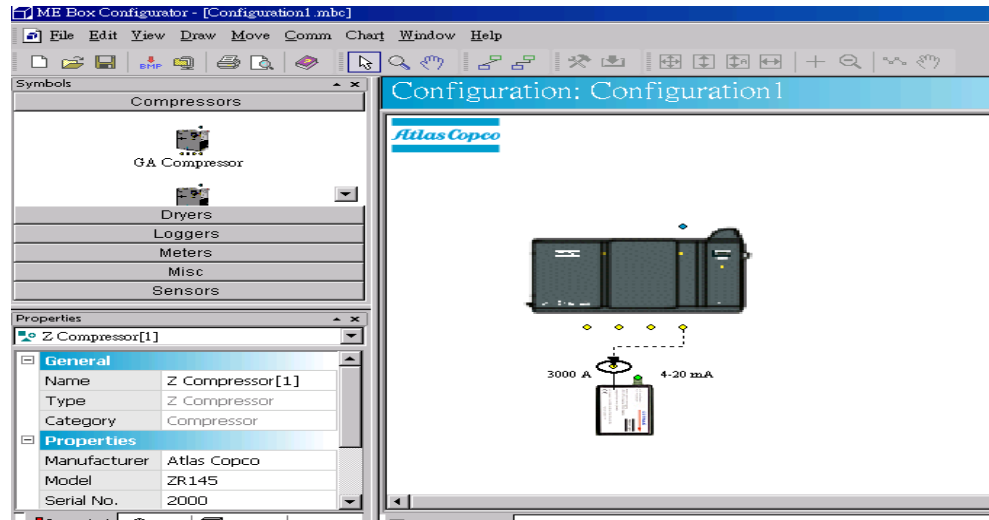 ME Box Configurator - [Configuration1.mbc]
File Edit View Draw Move Comm Chart Window Help
BMP
Symbols
Compressors
GA Compressor
Dryers
Loggers
Meters
Misc
Sensors
Configuration: Configuration1
Atlas Copco
3000 A
4-20 mA
Properties
Z Compressor[1]
General
Name Z Compressor[1]
Type Z Compressor
Category Compressor
Properties
Manufacturer Atlas Copco
Model ZR145
Serial No. 2000